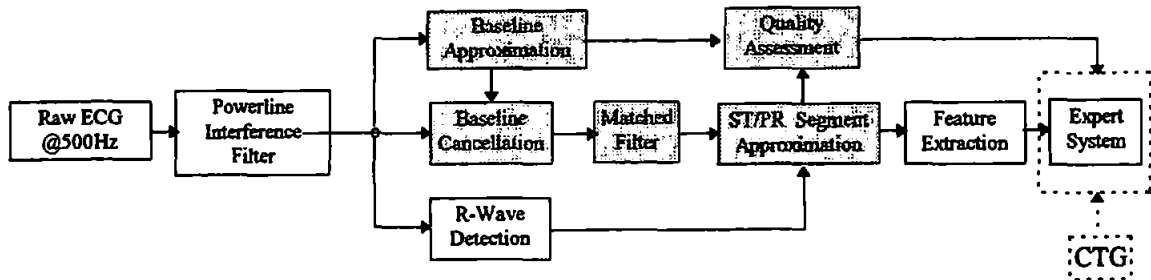 Baseline
Approximation
Quality
Assessment
Raw ECG
@500Hz
Powerline
Interference
Filter
Baseline
Cancellation
Matched
Filter
ST/PR Segment
Approximation
Feature
Extraction
Expert
System
R-Wave
Detection
CTG